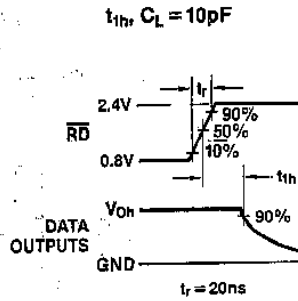 t1h, CL = 10pF
tr
2.4V
90%
RD
50%
10%
0.8V
t1h
VOh
90%
DATA
OUTPUTS
GND
tr = 20ns